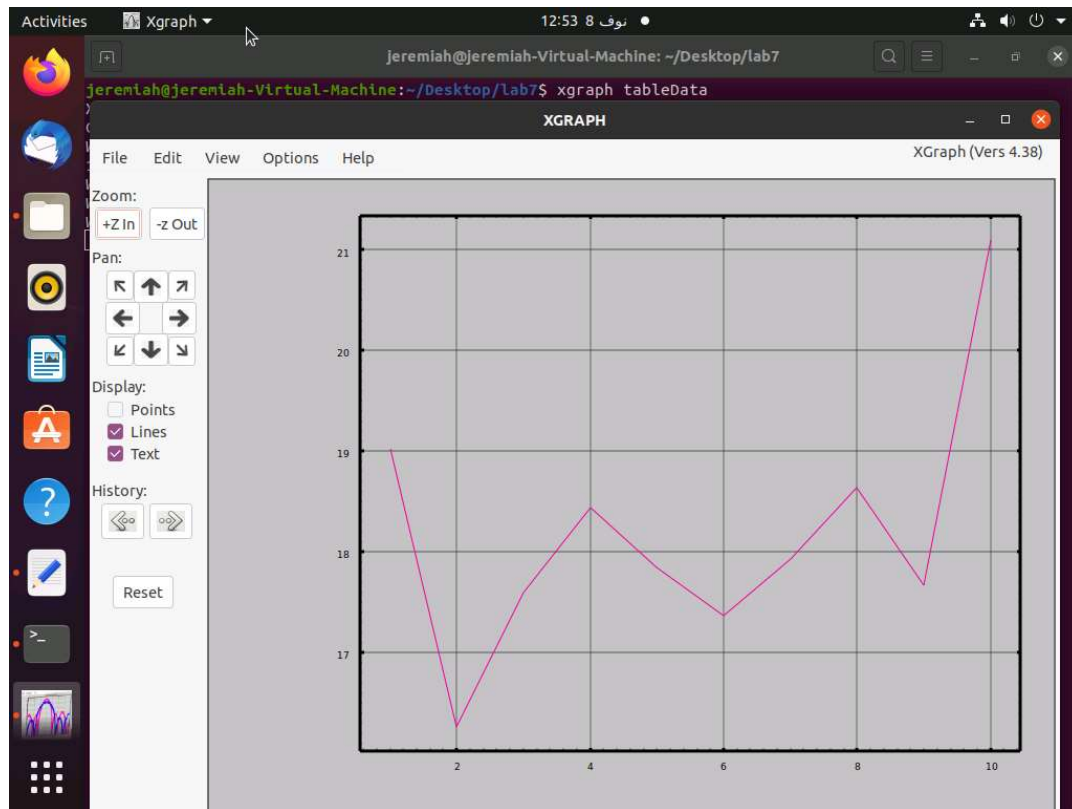 Activities Xgraph 12:53 8 نوف
jeremiah@jeremiah-Virtual-Machine: ~/Desktop/lab7
jeremiah@jeremiah-Virtual-Machine:~/Desktop/lab7$ xgraph tableData
XGRAPH
File Edit View Options Help XGraph (Vers 4.38)
Zoom:
+Z In -z Out
Pan:
Display:
Points
Lines
Text
History:
Reset
21
20
19
18
17
2 4 6 8 10